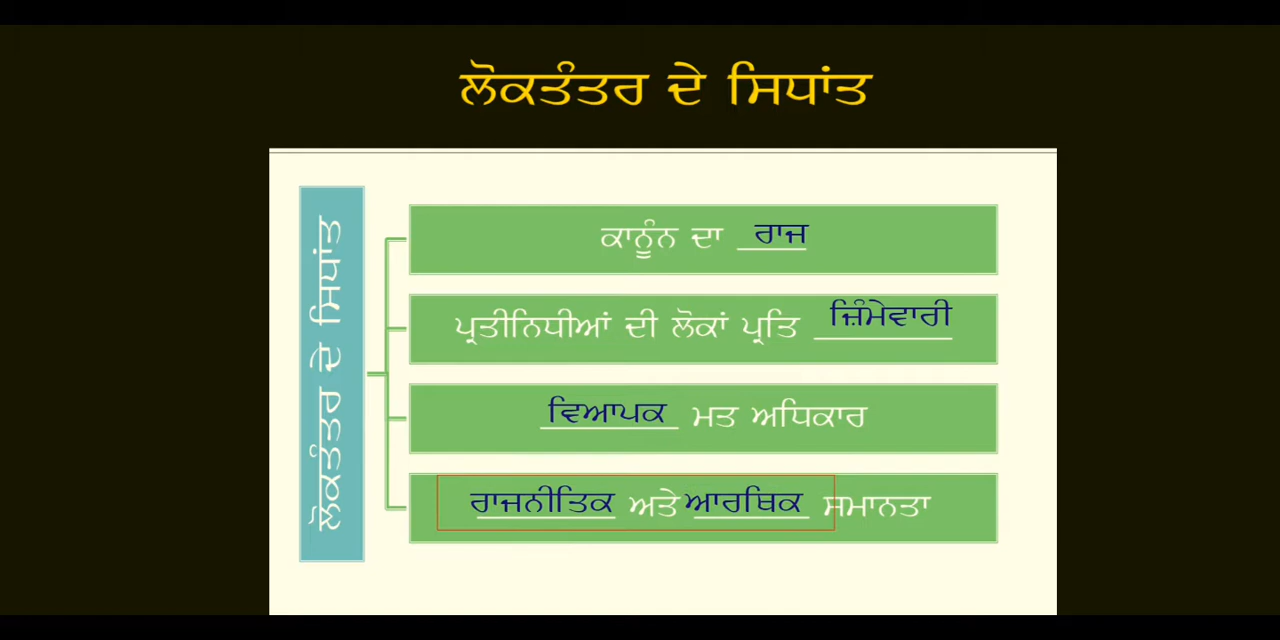 ਲੋਕਤੰਤਰ ਦੇ ਸਿਧਾਂਤ
ਲੋਕਤੰਤਰ ਦੇ ਸਿਧਾਂਤ
ਕਾਨੂੰਨ ਦਾ ਰਾਜ
ਪ੍ਰਤੀਨਿਧੀਆਂ ਦੀ ਲੋਕਾਂ ਪ੍ਰਤਿ ਜ਼ਿੰਮੇਵਾਰੀ
ਵਿਆਪਕ ਮਤ ਅਧਿਕਾਰ
ਰਾਜਨੀਤਿਕ ਅਤੇ ਆਰਥਿਕ ਸਮਾਨਤਾ